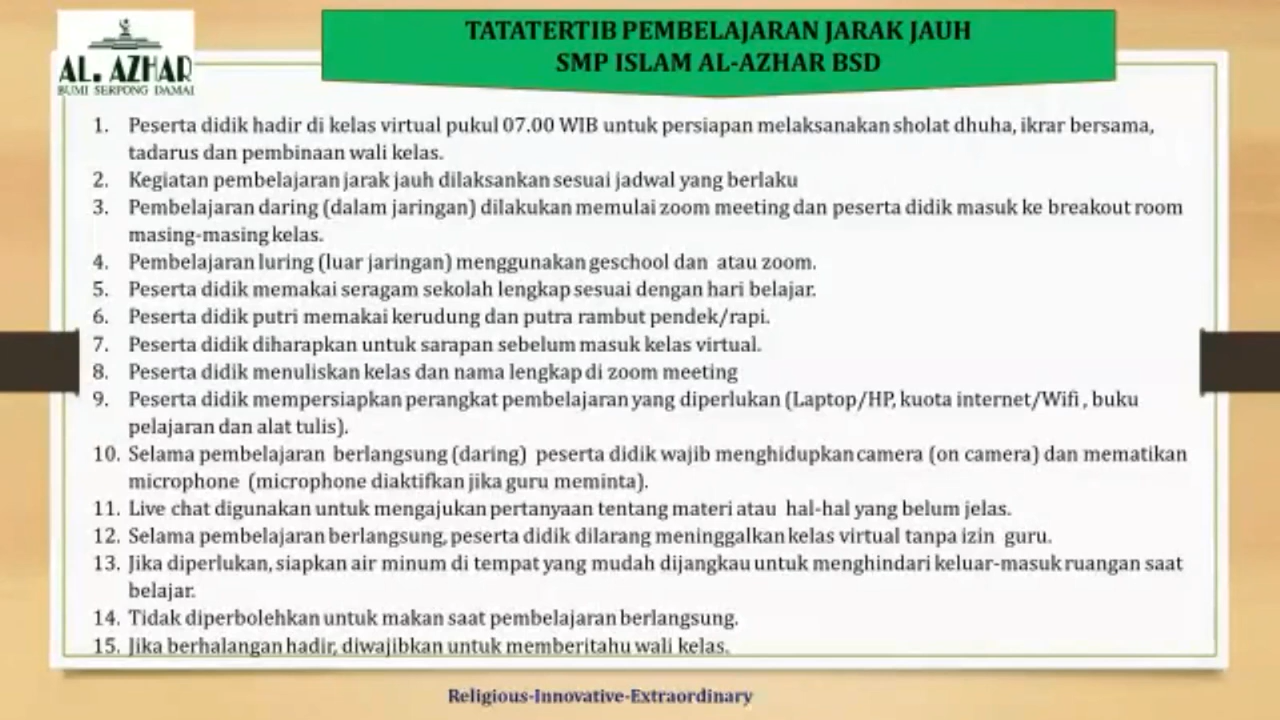 AL. AZHAR
BUMI SERPONG DAMAI
TATATERTIB PEMBELAJARAN JARAK JAUH
SMP ISLAM AL-AZHAR BSD
1. Peserta didik hadir di kelas virtual pukul 07.00 WIB untuk persiapan melaksanakan sholat dhuha, ikrar bersama,
tadarus dan pembinaan wali kelas.
2. Kegiatan pembelajaran jarak jauh dilaksankan sesuai jadwal yang berlaku
3. Pembelajaran daring (dalam jaringan) dilakukan memulai zoom meeting dan peserta didik masuk ke breakout room
masing-masing kelas.
4. Pembelajaran luring (luar jaringan) menggunakan geschool dan atau zoom.
5. Peserta didik memakai seragam sekolah lengkap sesuai dengan hari belajar.
6. Peserta didik putri memakai kerudung dan putra rambut pendek/rapi.
7. Peserta didik diharapkan untuk sarapan sebelum masuk kelas virtual.
8. Peserta didik menuliskan kelas dan nama lengkap di zoom meeting
9. Peserta didik mempersiapkan perangkat pembelajaran yang diperlukan (Laptop/HP, kuota internet/Wifi , buku
pelajaran dan alat tulis).
10. Selama pembelajaran berlangsung (daring) peserta didik wajib menghidupkan camera (on camera) dan mematikan
microphone (microphone diaktifkan jika guru meminta).
11. Live chat digunakan untuk mengajukan pertanyaan tentang materi atau hal-hal yang belum jelas.
12. Selama pembelajaran berlangsung, peserta didik dilarang meninggalkan kelas virtual tanpa izin guru.
13. Jika diperlukan, siapkan air minum di tempat yang mudah dijangkau untuk menghindari keluar-masuk ruangan saat
belajar.
14. Tidak diperbolehkan untuk makan saat pembelajaran berlangsung.
15. Jika berhalangan hadir, diwajibkan untuk memberitahu wali kelas.
Religious-Innovative-Extraordinary